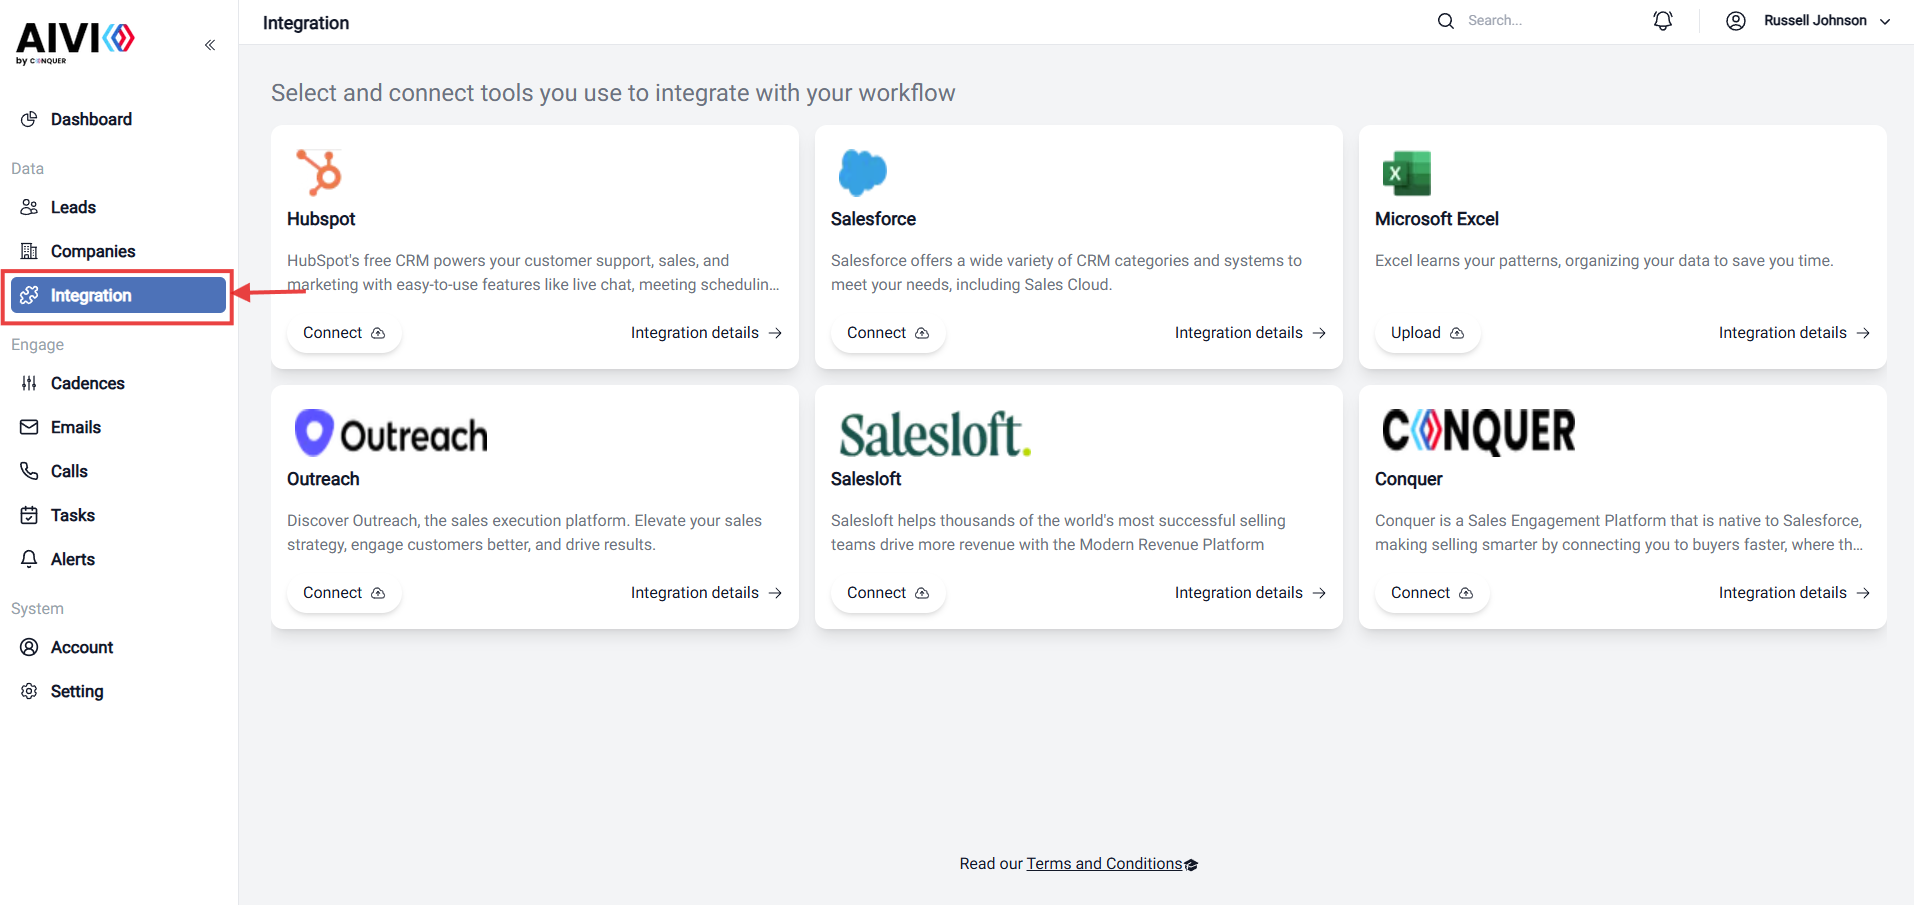 AIVI
by CONQUER
Integration
Search...
Russell Johnson
Dashboard
Data
Leads
Companies
Integration
Engage
Cadences
Emails
Calls
Tasks
Alerts
System
Account
Setting
Select and connect tools you use to integrate with your workflow
Hubspot
HubSpot's free CRM powers your customer support, sales, and
marketing with easy-to-use features like live chat, meeting schedulin...
Connect
Integration details
Salesforce
Salesforce offers a wide variety of CRM categories and systems to
meet your needs, including Sales Cloud.
Connect
Integration details
X
Microsoft Excel
Excel learns your patterns, organizing your data to save you time.
Upload
Integration details
Outreach
Outreach
Discover Outreach, the sales execution platform. Elevate your sales
strategy, engage customers better, and drive results.
Connect
Integration details
Salesloft.
Salesloft
Salesloft helps thousands of the world's most successful selling
teams drive more revenue with the Modern Revenue Platform
Connect
Integration details
CONQUER
Conquer
Conquer is a Sales Engagement Platform that is native to Salesforce,
making selling smarter by connecting you to buyers faster, where th...
Connect
Integration details
Read our Terms and Conditions